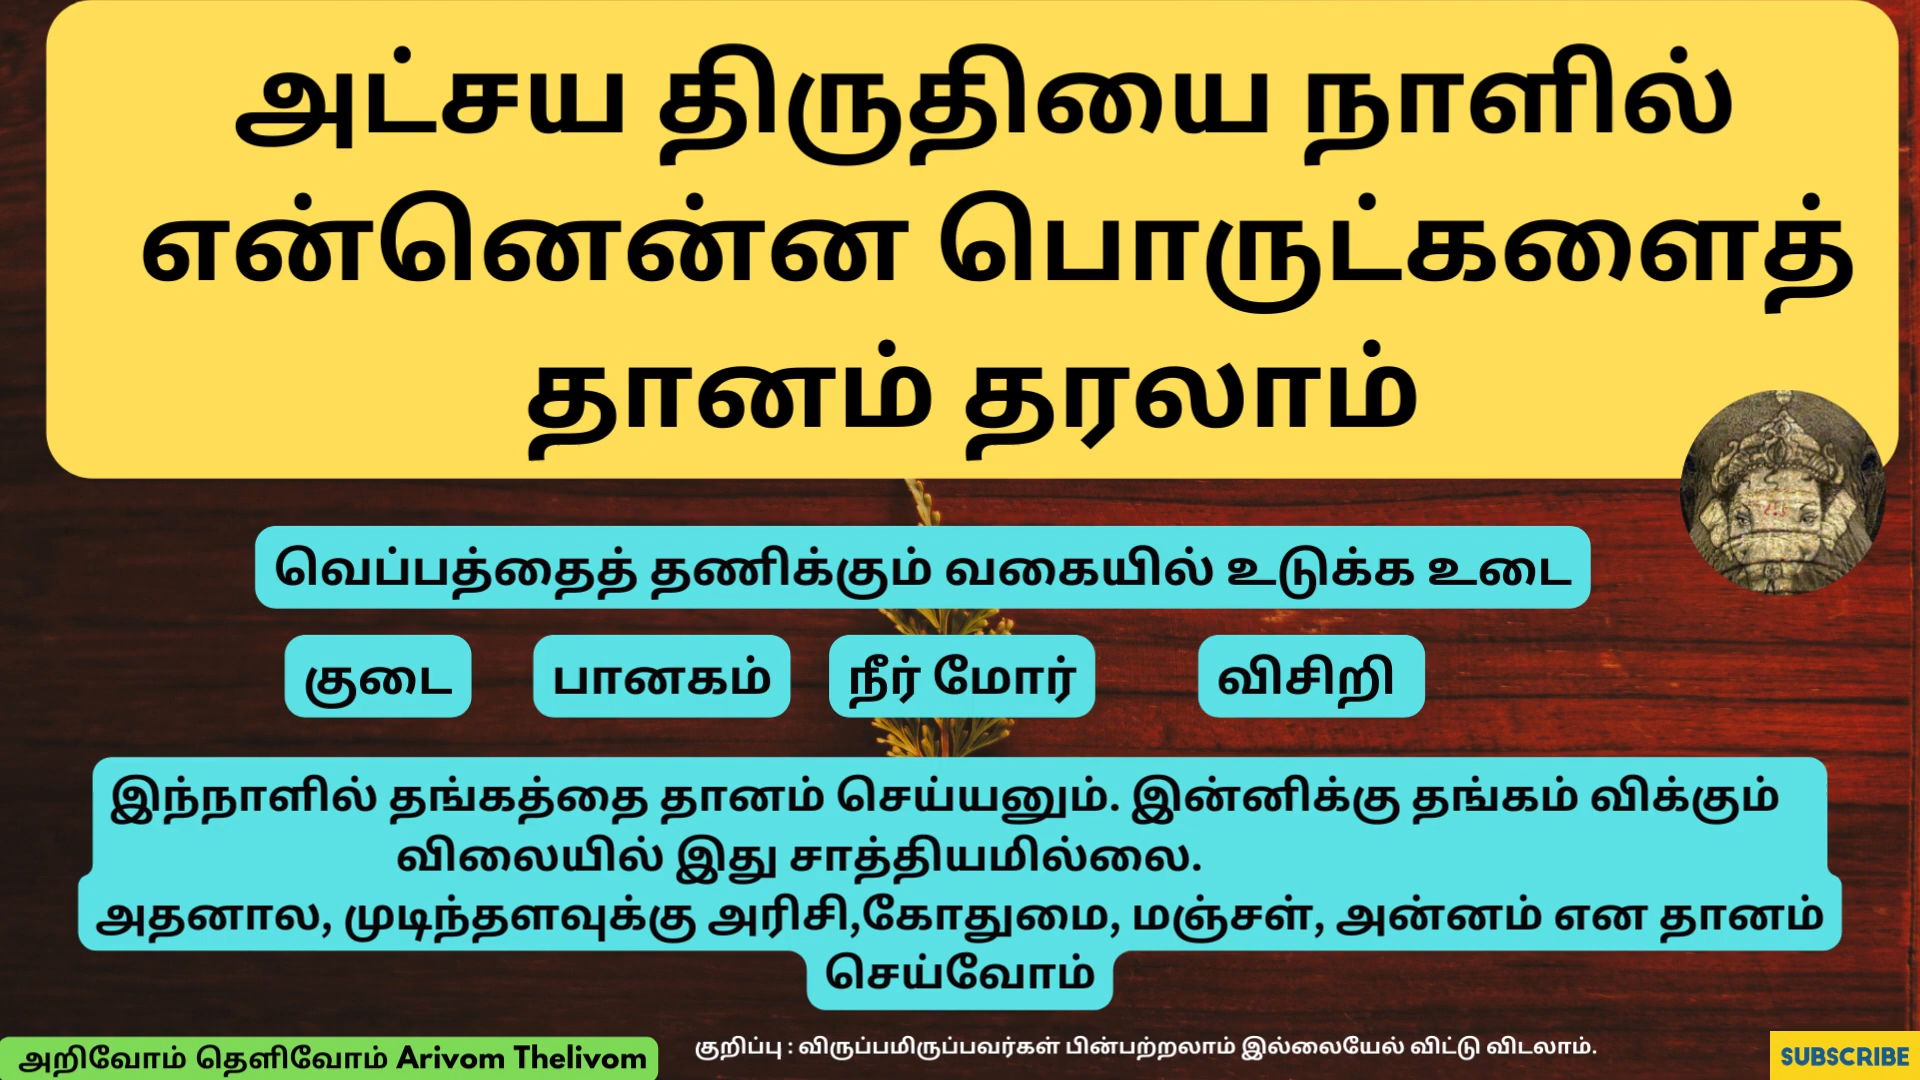 அட்சய திருதியை நாளில்
என்னென்ன பொருட்களைத்
தானம் தரலாம்
வெப்பத்தைத் தணிக்கும் வகையில் உடுக்க உடை
குடை பானகம் நீர் மோர் விசிறி
இந்நாளில் தங்கத்தை தானம் செய்யனும். இன்னிக்கு தங்கம் விக்கும்
விலையில் இது சாத்தியமில்லை.
அதனால, முடிந்தளவுக்கு அரிசி,கோதுமை, மஞ்சள், அன்னம் என தானம்
செய்வோம்
அறிவோம் தெளிவோம் Arivom Thelivom
குறிப்பு : விருப்பமிருப்பவர்கள் பின்பற்றலாம் இல்லையேல் விட்டு விடலாம்.
SUBSCRIBE